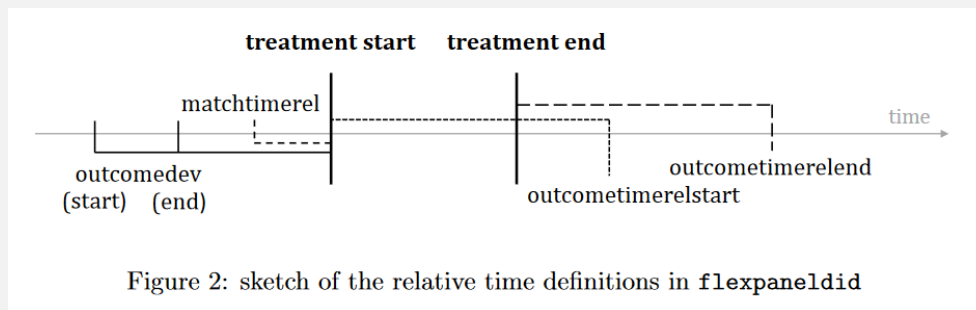 treatment start treatment end
matchtimerel
time
outcomedev
(start) (end)
outcometimerelend
outcometimerelstart
Figure 2: sketch of the relative time definitions in flexpaneldid